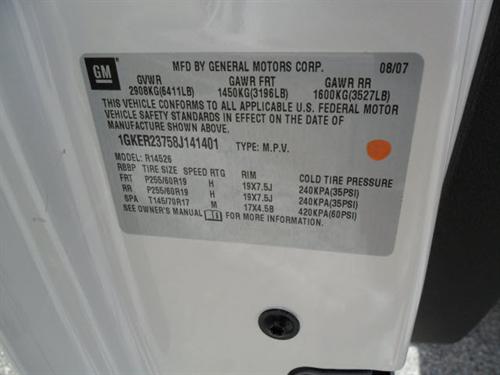 GM MFD BY GENERAL MOTORS CORP. 08/07
GVWR GAWR FRT GAWR RR
2908KG(6411LB) 1450KG(3196LB) 1600KG(3527LB)
THIS VEHICLE CONFORMS TO ALL APPLICABLE U.S. FEDERAL MOTOR
VEHICLE SAFETY STANDARDS IN EFFECT ON THE DATE OF
MANUFACTURE SHOWN ABOVE.
1GKER23758J141401 TYPE: M.P.V.
MODEL: R14526
RBBP TIRE SIZE SPEED RTG RIM COLD TIRE PRESSURE
FRT P255/60R19 H 19X7.5J 240KPA(35PSI)
RR P255/60R19 H 19X7.5J 240KPA(35PSI)
SPA T145/70R17 M 17X4.5B 420KPA(60PSI)
SEE OWNER'S MANUAL FOR MORE INFORMATION.